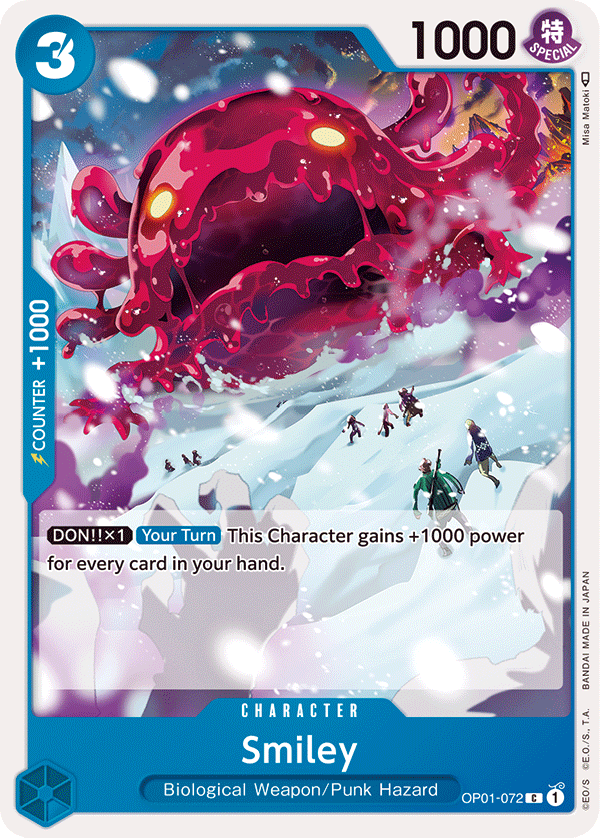 3
1000
特
SPECIAL
Misa Matoki
COUNTER +1000
DON!!×1 Your Turn This Character gains +1000 power
for every card in your hand.
BANDAI MADE IN JAPAN
©E.O./S., T.A.
©EO/S
CHARACTER
Smiley
Biological Weapon/Punk Hazard
OP01-072 C 1